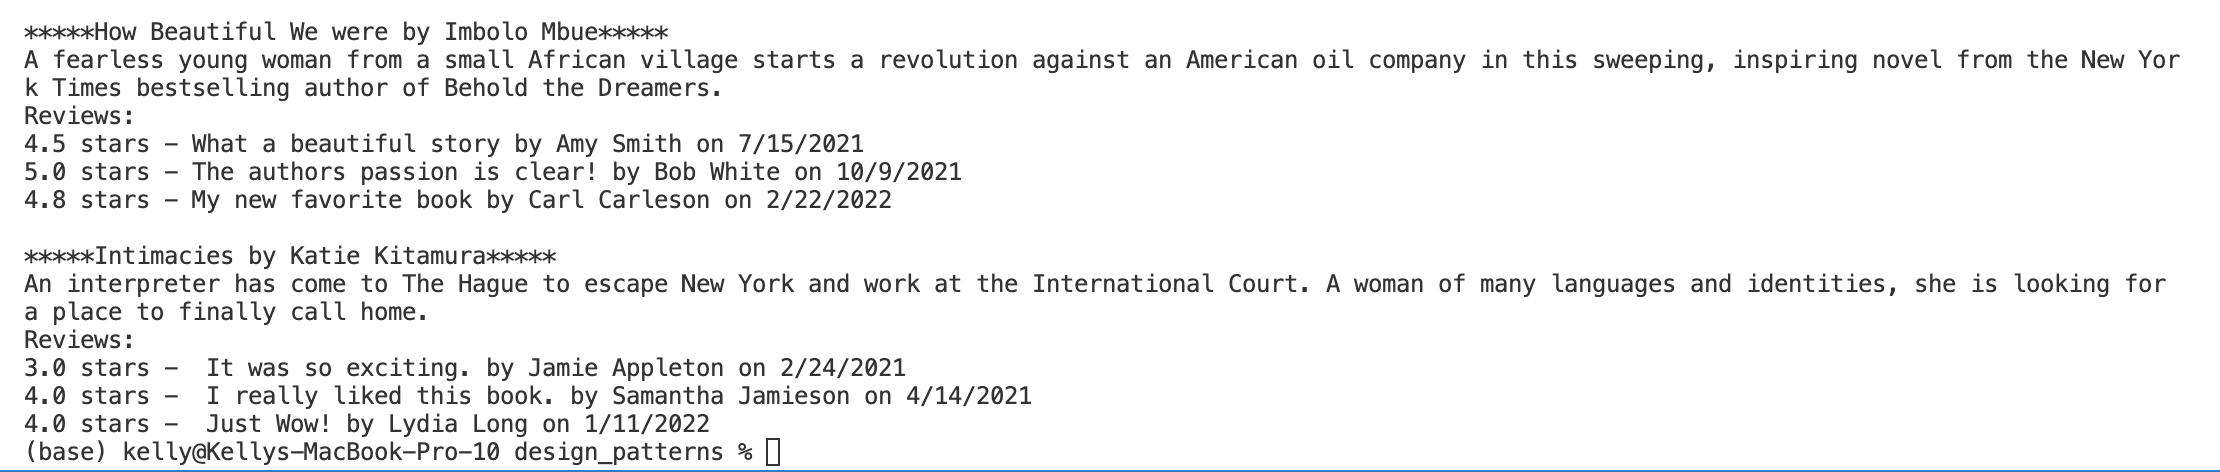 *****How Beautiful We were by Imbolo Mbue*****
A fearless young woman from a small African village starts a revolution against an American oil company in this sweeping, inspiring novel from the New Yor
k Times bestselling author of Behold the Dreamers.
Reviews:
4.5 stars - What a beautiful story by Amy Smith on 7/15/2021
5.0 stars - The authors passion is clear! by Bob White on 10/9/2021
4.8 stars - My new favorite book by Carl Carleson on 2/22/2022

*****Intimacies by Katie Kitamura*****
An interpreter has come to The Hague to escape New York and work at the International Court. A woman of many languages and identities, she is looking for
a place to finally call home.
Reviews:
3.0 stars -  It was so exciting. by Jamie Appleton on 2/24/2021
4.0 stars -  I really liked this book. by Samantha Jamieson on 4/14/2021
4.0 stars -  Just Wow! by Lydia Long on 1/11/2022
(base) kelly@Kellys-MacBook-Pro-10 design_patterns %